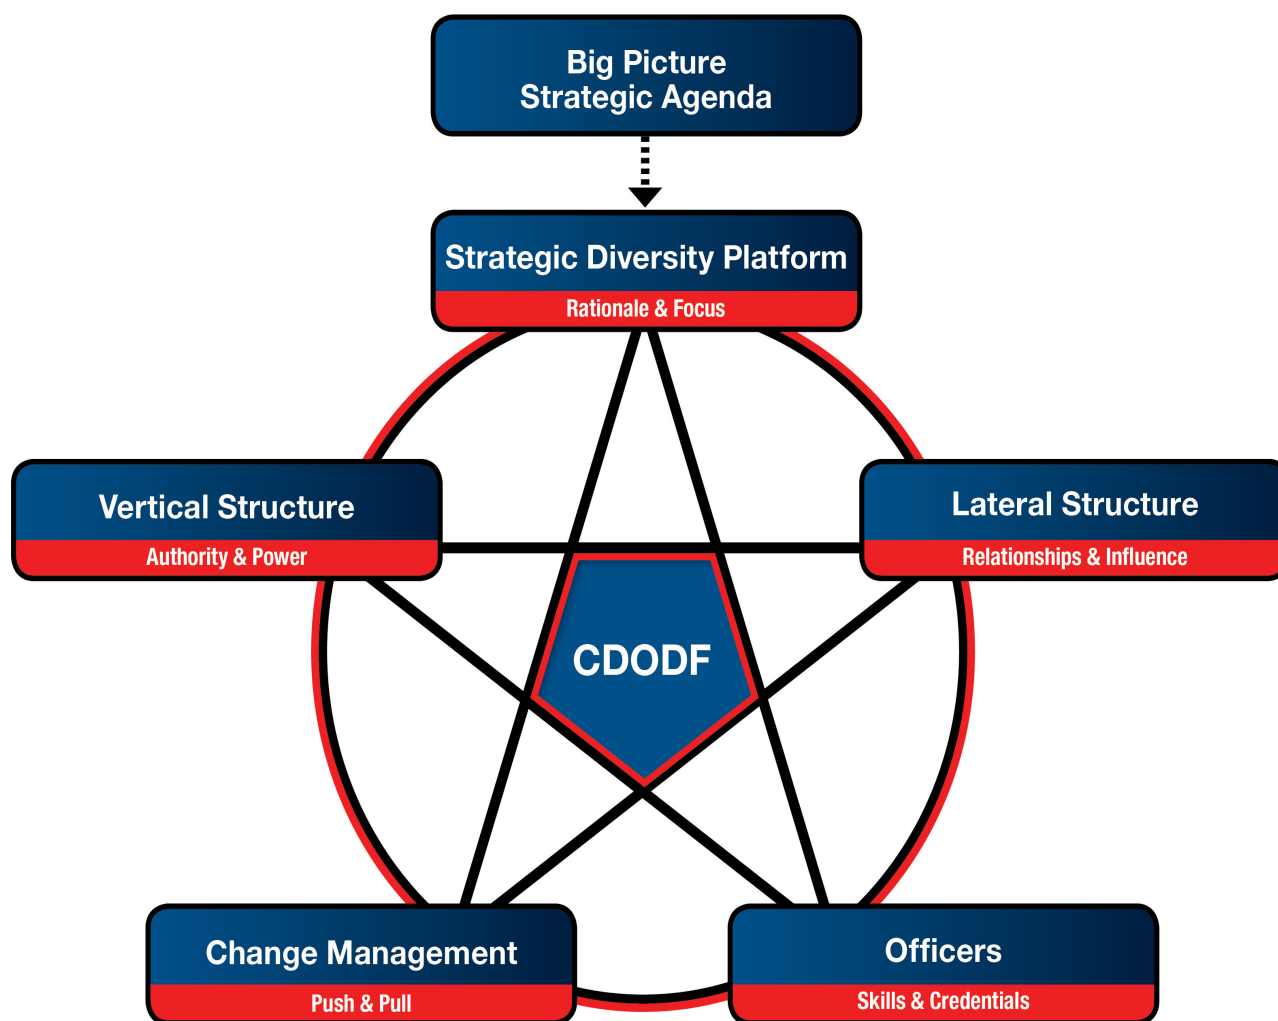 Big Picture
Strategic Agenda
Strategic Diversity Platform
Rationale & Focus
Vertical Structure
Authority & Power
Lateral Structure
Relationships & Influence
CDODF
Change Management
Push & Pull
Officers
Skills & Credentials